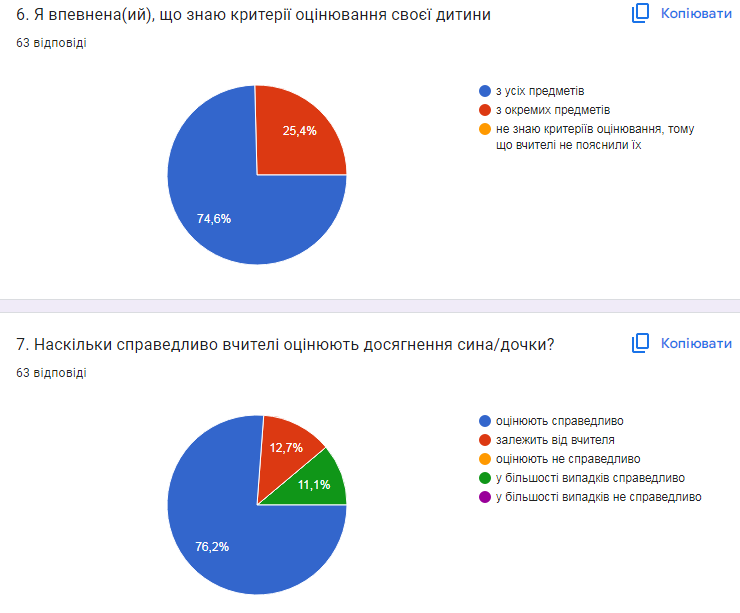 6. Я впевнена(ий), що знаю критерії оцінювання своєї дитини
Копіювати
63 відповіді
з усіх предметів
з окремих предметів
не знаю критеріїв оцінювання, тому
що вчителі не пояснили їх
25,4%
74,6%
7. Наскільки справедливо вчителі оцінюють досягнення сина/дочки?
Копіювати
63 відповіді
оцінюють справедливо
залежить від вчителя
оцінюють не справедливо
у більшості випадків справедливо
у більшості випадків не справедливо
12,7%
11,1%
76,2%